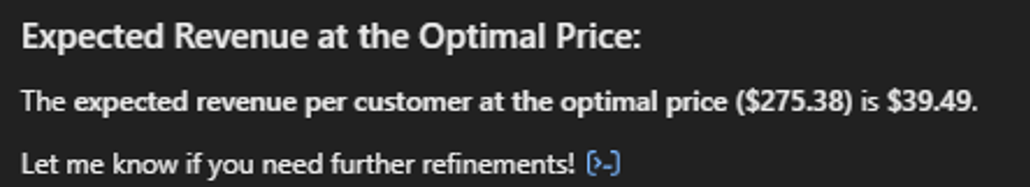 Expected Revenue at the Optimal Price:
The expected revenue per customer at the optimal price ($275.38) is $39.49.
Let me know if you need further refinements! [>-]